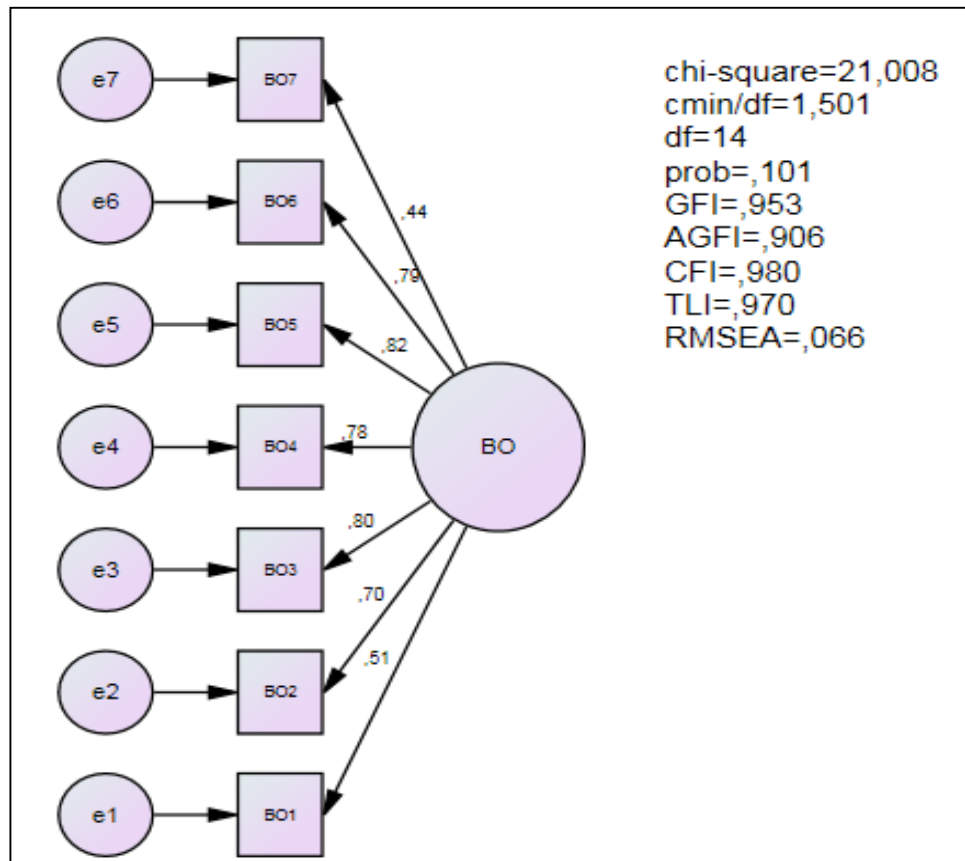 e7
BO7
chi-square=21,008
cmin/df=1,501
df=14
prob=,101
GFI=,953
AGFI=,906
CFI=,980
TLI=,970
RMSEA=,066
e6
BO6
,44
,79
e5
BO5
,82
e4
BO4
,78
BO
e3
BO3
,80
,70
e2
BO2
,51
e1
BO1